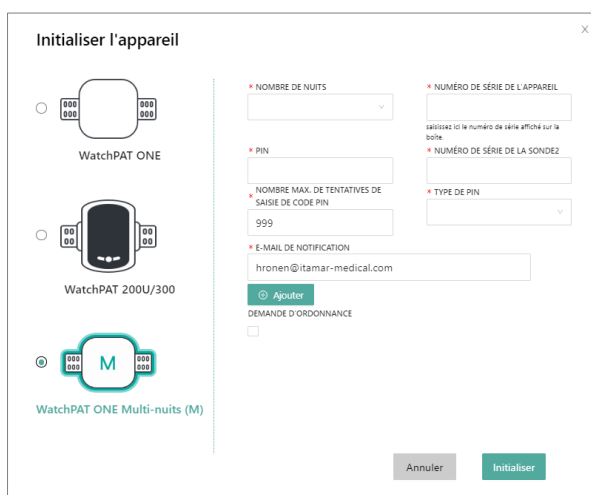 Initialiser l'appareil
X
WatchPAT ONE
WatchPAT 200U/300
M
WatchPAT ONE Multi-nuits (M)
* NOMBRE DE NUITS
* NUMÉRO DE SÉRIE DE L'APPAREIL
saisissez ici le numéro de série affiché sur la
boîte.
* PIN
* NUMÉRO DE SÉRIE DE LA SONDE2
* NOMBRE MAX. DE TENTATIVES DE
SAISIE DE CODE PIN
999
* TYPE DE PIN
* E-MAIL DE NOTIFICATION
hronen@itamar-medical.com
Ajouter
DEMANDE D'ORDONNANCE
Annuler
Initialiser